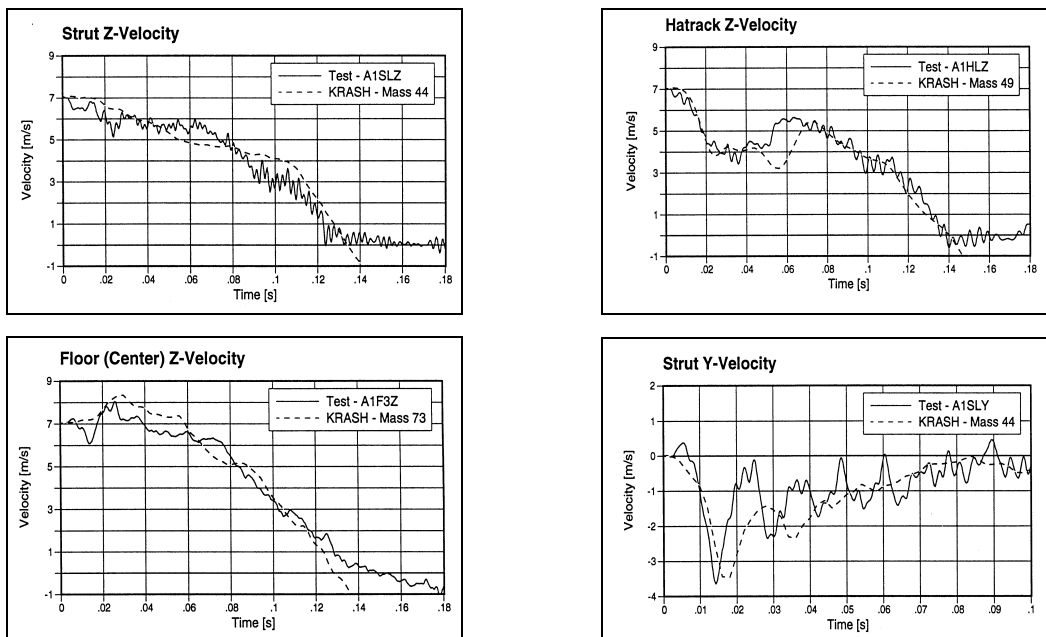 Strut Z-Velocity
9
7
5
3
1
-1
Velocity [m/s]
Test - A1SLZ
KRASH - Mass 44
0 .02 .04 .06 .08 .10 .12 .14 .16 .18
Time [s]
Hatrack Z-Velocity
9
7
5
3
1
-1
Velocity [m/s]
Test - A1HLZ
KRASH - Mass 49
0 .02 .04 .06 .08 .1 .12 .14 .16 .18
Time [s]
Floor (Center) Z-Velocity
9
7
5
3
1
-1
Velocity [m/s]
Test - A1F3Z
KRASH - Mass 73
0 .02 .04 .06 .08 .10 .12 .14 .16 .18
Time [s]
Strut Y-Velocity
2
1
0
-1
-2
-3
-4
Velocity [m/s]
Test - A1SLY
KRASH - Mass 44
0 .01 .02 .03 .04 .05 .06 .07 .08 .09 .1
Time [s]